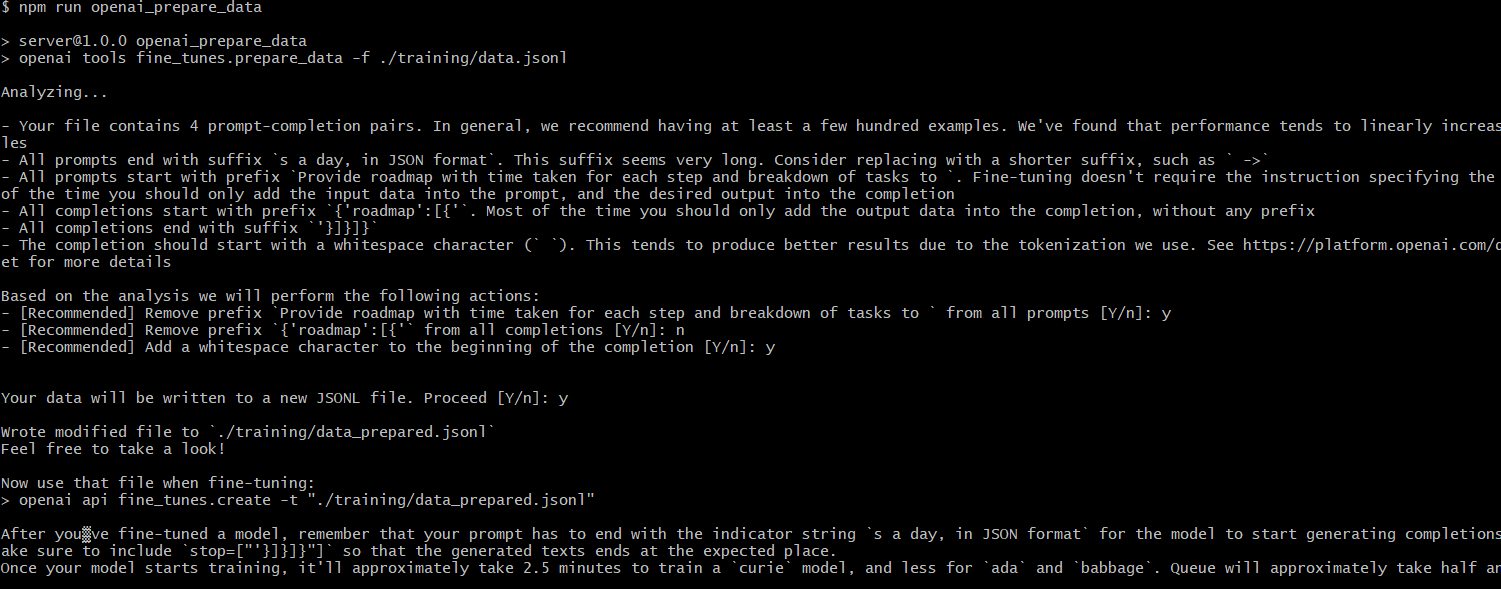 $ npm run openai_prepare_data
> server@1.0.0 openai_prepare_data
> openai tools fine_tunes.prepare_data -f ./training/data.jsonl
Analyzing...
- Your file contains 4 prompt-completion pairs. In general, we recommend having at least a few hundred examples. We've found that performance tends to linearly increas
les
- All prompts end with suffix `s a day, in JSON format`. This suffix seems very long. Consider replacing with a shorter suffix, such as ` ->`
- All prompts start with prefix `Provide roadmap with time taken for each step and breakdown of tasks to `. Fine-tuning doesn't require the instruction specifying the
of the time you should only add the input data into the prompt, and the desired output into the completion
- All completions start with prefix `{'roadmap':[{'`. Most of the time you should only add the output data into the completion, without any prefix
- All completions end with suffix `'}]}]}`
- The completion should start with a whitespace character (` `). This tends to produce better results due to the tokenization we use. See https://platform.openai.com/d
et for more details
Based on the analysis we will perform the following actions:
- [Recommended] Remove prefix `Provide roadmap with time taken for each step and breakdown of tasks to ` from all prompts [Y/n]: y
- [Recommended] Remove prefix `{'roadmap':[{'` from all completions [Y/n]: n
- [Recommended] Add a whitespace character to the beginning of the completion [Y/n]: y
Your data will be written to a new JSONL file. Proceed [Y/n]: y
Wrote modified file to `./training/data_prepared.jsonl`
Feel free to take a look!
Now use that file when fine-tuning:
> openai api fine_tunes.create -t "./training/data_prepared.jsonl"
After you▒ve fine-tuned a model, remember that your prompt has to end with the indicator string `s a day, in JSON format` for the model to start generating completions
ake sure to include `stop=["'}]}]}"]` so that the generated texts ends at the expected place.
Once your model starts training, it'll approximately take 2.5 minutes to train a `curie` model, and less for `ada` and `babbage`. Queue will approximately take half an